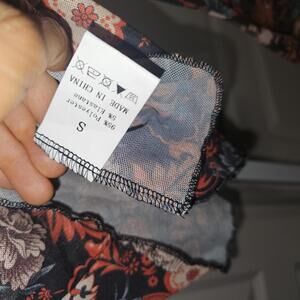 S
95% Polyester
5% Elastane
MADE IN CHINA